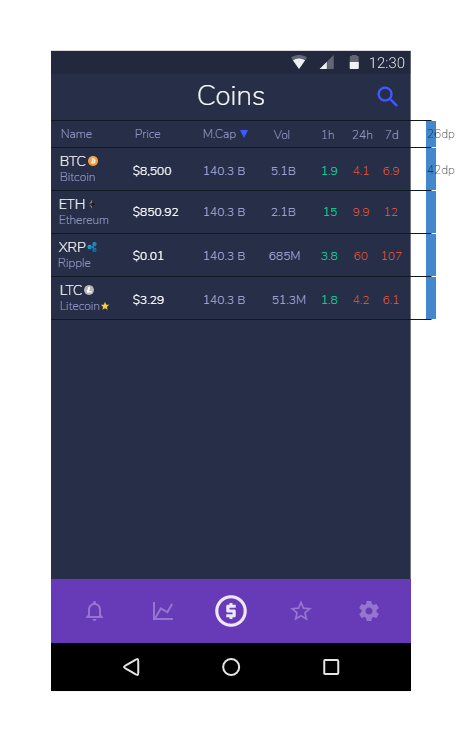 12:30
Coins
Name Price M.Cap Vol 1h 24h 7d 26dp
BTC
Bitcoin $8,500 140.3 B 5.1B 1.9 4.1 6.9 42dp
ETH
Ethereum $850.92 140.3 B 2.1B 15 9.9 12
XRP
Ripple $0.01 140.3 B 685M 3.8 60 107
LTC
Litecoin $3.29 140.3 B 51.3M 1.8 4.2 6.1